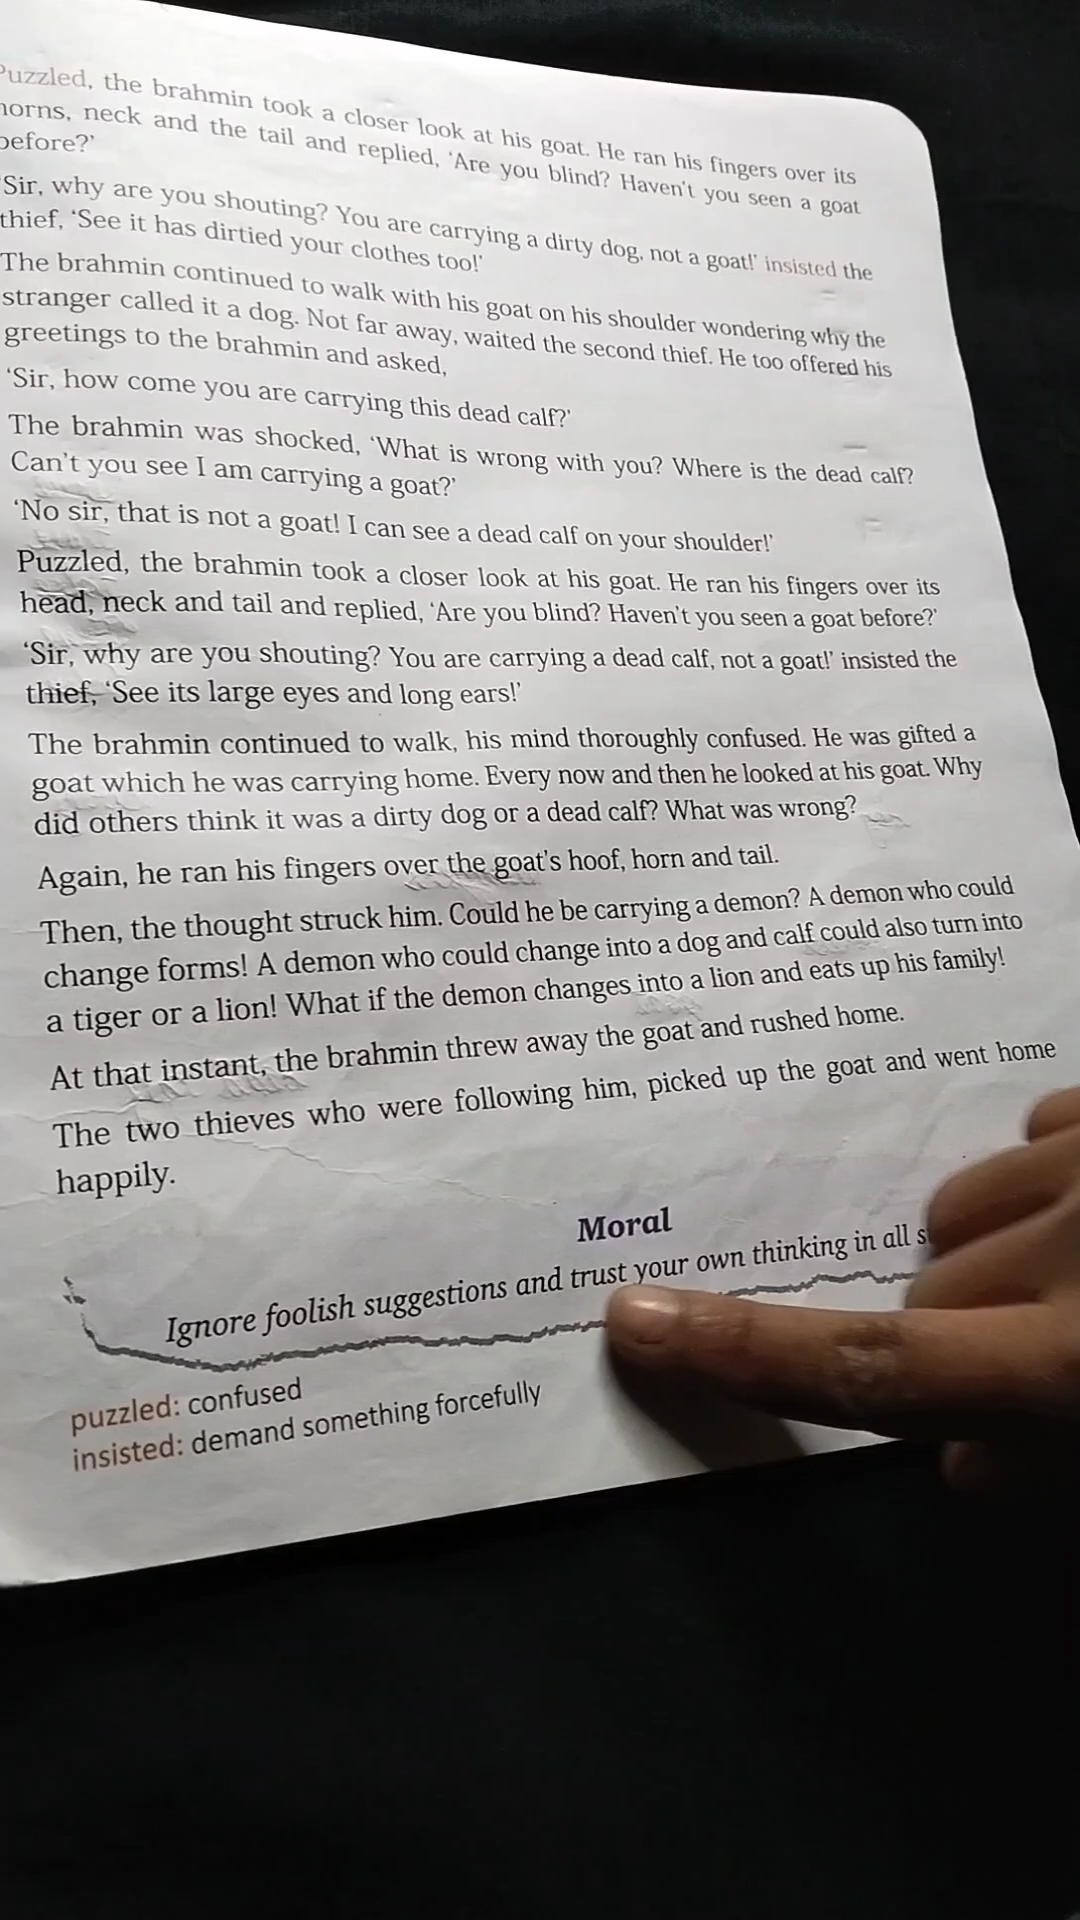 Puzzled, the brahmin took a closer look at his goat. He ran his fingers over its
horns, neck and the tail and replied, ‘Are you blind? Haven't you seen a goat
before?’
‘Sir, why are you shouting? You are carrying a dirty dog, not a goat!’ insisted the
thief, ‘See it has dirtied your clothes too!’
The brahmin continued to walk with his goat on his shoulder wondering why the
stranger called it a dog. Not far away, waited the second thief. He too offered his
greetings to the brahmin and asked,
‘Sir, how come you are carrying this dead calf?’
The brahmin was shocked, ‘What is wrong with you? Where is the dead calf?
Can't you see I am carrying a goat?’
‘No sir, that is not a goat! I can see a dead calf on your shoulder!’
Puzzled, the brahmin took a closer look at his goat. He ran his fingers over its
head, neck and tail and replied, ‘Are you blind? Haven't you seen a goat before?’
‘Sir, why are you shouting? You are carrying a dead calf, not a goat!’ insisted the
thief, ‘See its large eyes and long ears!’
The brahmin continued to walk, his mind thoroughly confused. He was gifted a
goat which he was carrying home. Every now and then he looked at his goat. Why
did others think it was a dirty dog or a dead calf? What was wrong?
Again, he ran his fingers over the goat's hoof, horn and tail.
Then, the thought struck him. Could he be carrying a demon? A demon who could
change forms! A demon who could change into a dog and calf could also turn into
a tiger or a lion! What if the demon changes into a lion and eats up his family!
At that instant, the brahmin threw away the goat and rushed home.
The two thieves who were following him, picked up the goat and went home
happily.
Moral
Ignore foolish suggestions and trust your own thinking in all
puzzled: confused
insisted: demand something forcefully